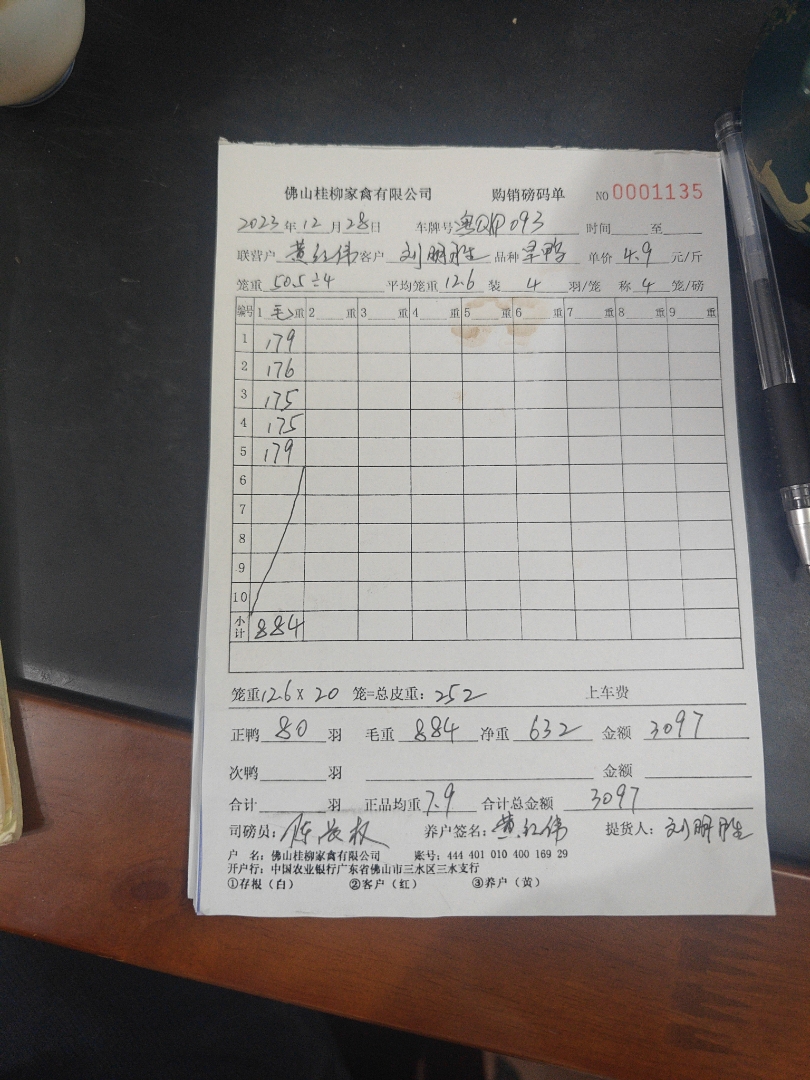 佛山桂柳家禽有限公司 购销磅码单 NO 0001135
2023年12月28日 车牌号 粤Q 093 时间 至
联营户 黄红伟 客户 刘明胜 品种 旱鸭 单价 4.9 元/斤
笼重 50.5÷4 平均笼重 12.6 装 4 羽/笼 称 4 笼/磅
编号 1 毛重 2 重 3 重 4 重 5 重 6 重 7 重 8 重 9 重
1 179
2 176
3 175
4 175
5 179
6
7
8
9
10
小计 884
笼重 12.6 X 20 笼=总皮重: 252 上车费
正鸭 80 羽 毛重 884 净重 632 金额 3097
次鸭 羽 金额
合计 羽 正品均重 7.9 合计总金额 3097
司磅员: 陈 权 养户签名: 黄红伟 提货人: 刘明胜
户 名: 佛山桂柳家禽有限公司 账号: 444 401 010 400 169 29
开户行: 中国农业银行广东省佛山市三水区三水支行
①存根(白) ②客户(红) ③养户(黄)